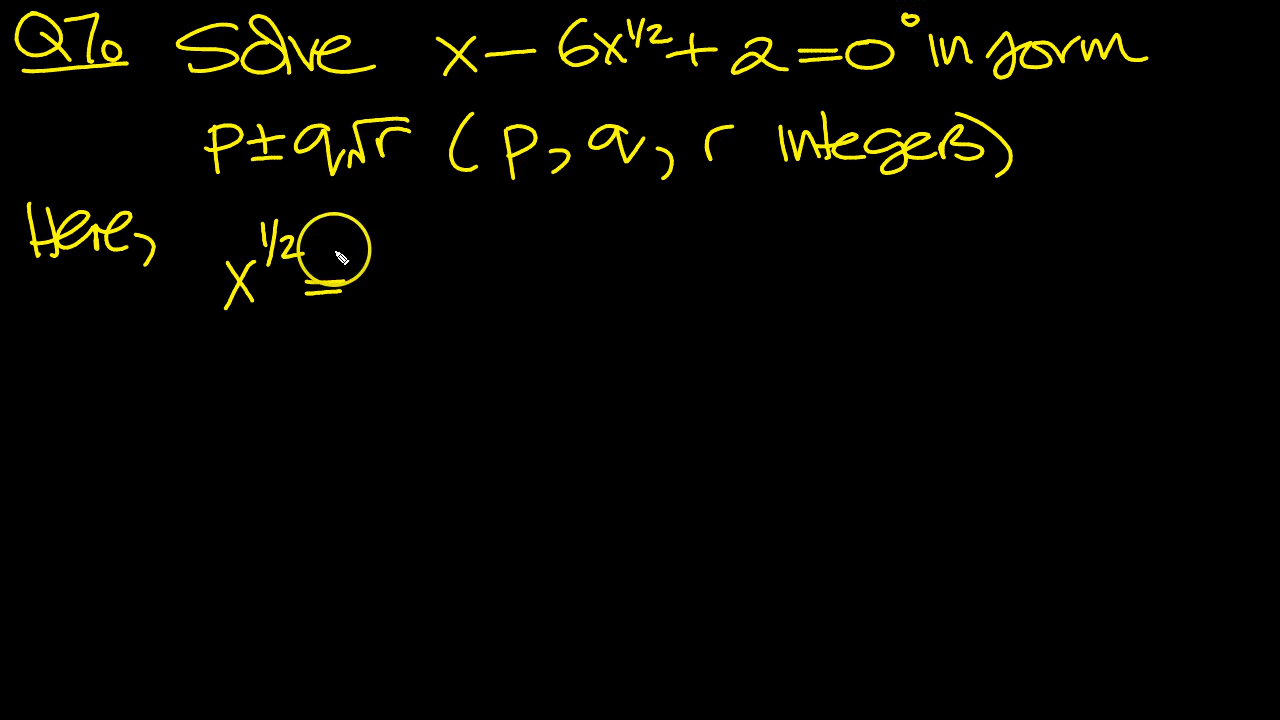 Q7. Solve x - 6x^{1/2} + 2 = 0 in form
p ± q√r (p, q, r integers)
Here,
x^{1/2} =